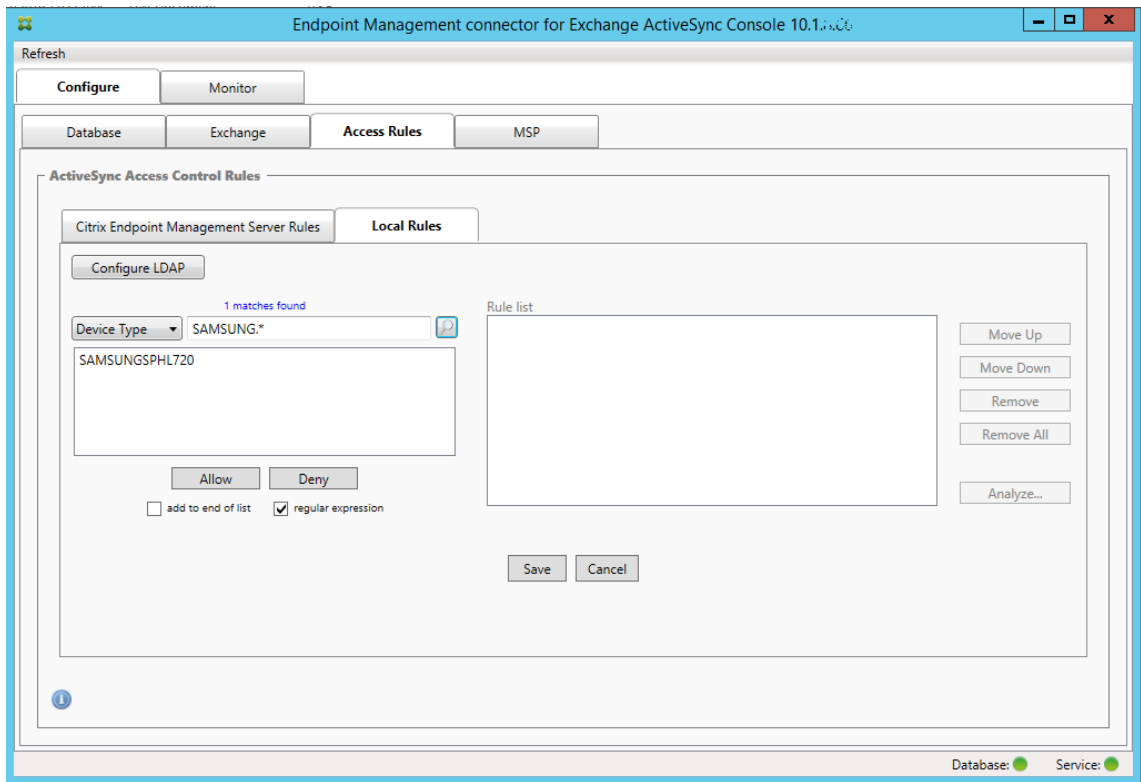 Endpoint Management connector for Exchange ActiveSync Console 10.1.
Refresh
Configure Monitor
Database Exchange Access Rules MSP
ActiveSync Access Control Rules
Citrix Endpoint Management Server Rules Local Rules
Configure LDAP
1 matches found Rule list
Device Type SAMSUNG.*
SAMSUNGSPHL720
Move Up
Move Down
Remove
Remove All
Allow Deny
Analyze...
add to end of list regular expression
Save Cancel
Database: Service: